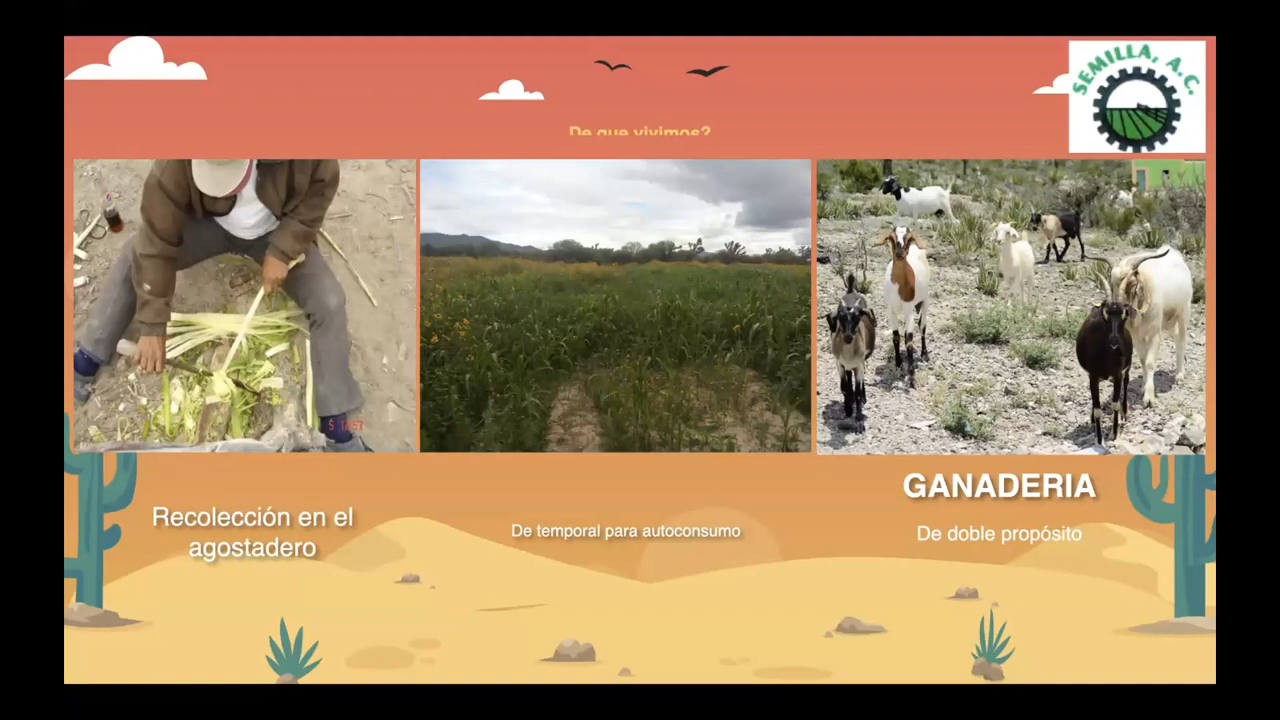 SEMILLA, A.C.
De que vivimos?
Recolección en el
agostadero
De temporal para autoconsumo
GANADERIA
De doble propósito